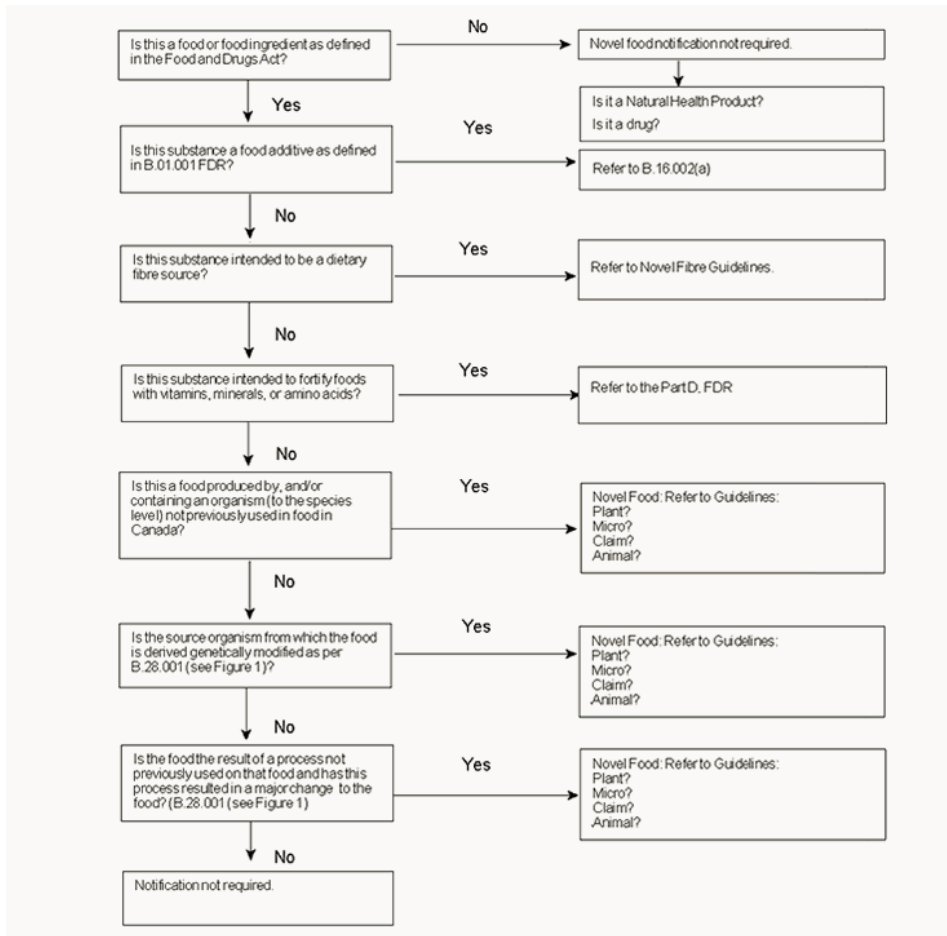 Is this a food or food ingredient as defined
in the Food and Drugs Act?
No
Novel food notification not required.
Yes
Is it a Natural Health Product?
Is it a drug?
Is this substance a food additive as defined
in B.01.001 FDR?
Yes
Refer to B.16.002(a)
No
Is this substance intended to be a dietary
fibre source?
Yes
Refer to Novel Fibre Guidelines.
No
Is this substance intended to fortify foods
with vitamins, minerals, or amino acids?
Yes
Refer to the Part D, FDR
No
Is this a food produced by, and/or
containing an organism (to the species
level) not previously used in food in
Canada?
Yes
Novel Food: Refer to Guidelines:
Plant?
Micro?
Claim?
Animal?
No
Is the source organism from which the food
is derived genetically modified as per
B.28.001 (see Figure 1)?
Yes
Novel Food: Refer to Guidelines:
Plant?
Micro?
Claim?
Animal?
No
Is the food the result of a process not
previously used on that food and has this
process resulted in a major change to the
food? (B.28.001 (see Figure 1)
Yes
Novel Food: Refer to Guidelines:
Plant?
Micro?
Claim?
Animal?
No
Notification not required.